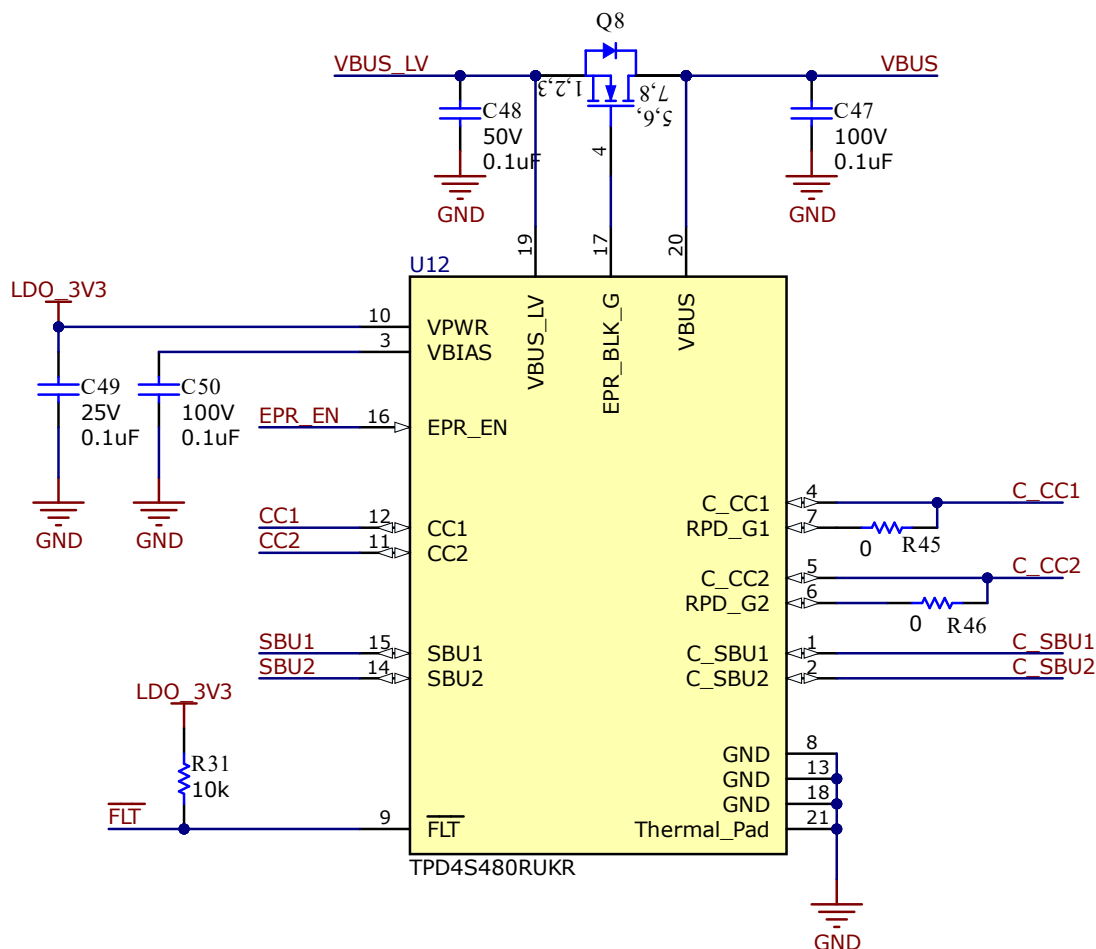 Q8
VBUS_LV
VBUS
1,2,3
5,6,
7,8
4
C48
50V
0.1uF
GND
C47
100V
0.1uF
GND
19
17
20
U12
VBUS_LV
EPR_BLK_G
VBUS
LDO_3V3
10
VPWR
3
VBIAS
C49
25V
0.1uF
GND
C50
100V
0.1uF
GND
EPR_EN
16
EPR_EN
CC1
12
CC1
CC2
11
CC2
SBU1
15
SBU1
SBU2
14
SBU2
LDO_3V3
R31
10k
FLT
9
FLT
C_CC1
4
C_CC1
RPD_G1
7
0
R45
C_CC2
5
C_CC2
RPD_G2
6
0
R46
C_SBU1
1
C_SBU1
C_SBU2
2
C_SBU2
GND
8
GND
13
GND
18
Thermal_Pad
21
GND
TPD4S480RUKR